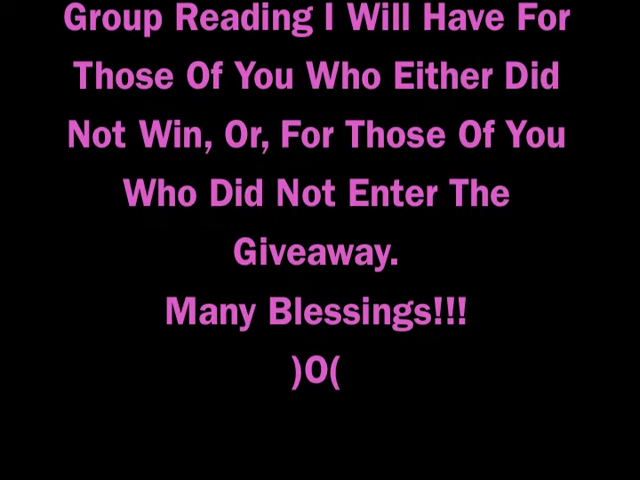 Group Reading I Will Have For
Those Of You Who Either Did
Not Win, Or, For Those Of You
Who Did Not Enter The
Giveaway.
Many Blessings!!!
)O(